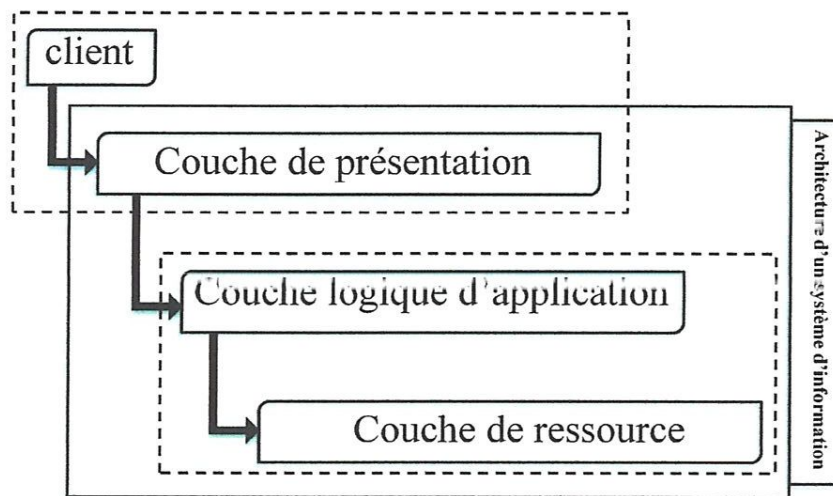 client
Couche de présentation
Couche logique d'application
Couche de ressource
Architecture d'un système d'information